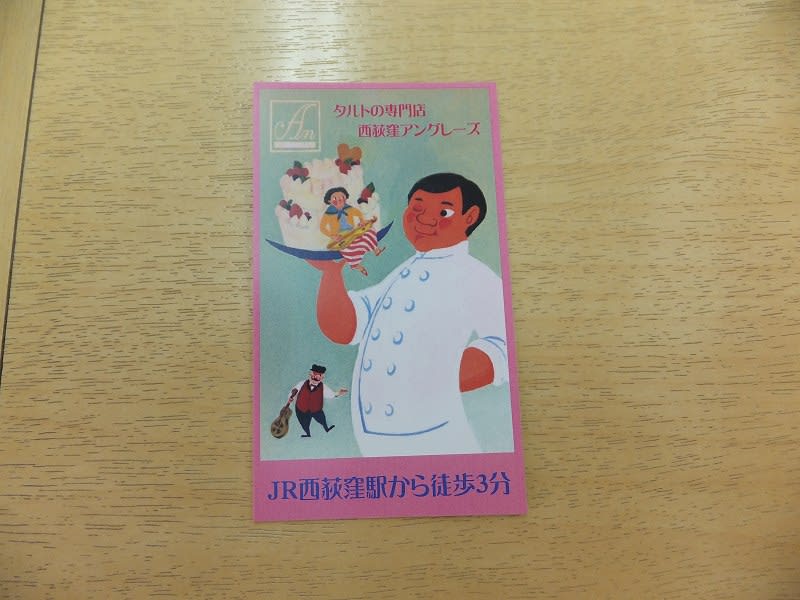 An
タルトの専門店
西荻窪アングレーズ
JR西荻窪駅から徒歩3分